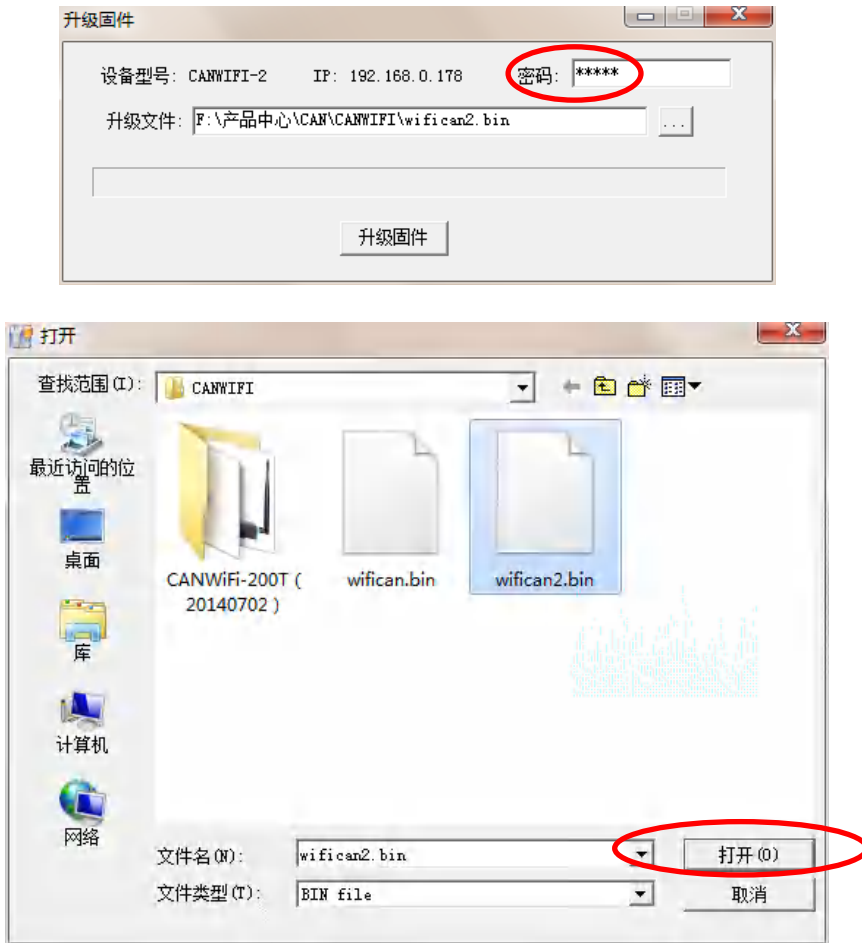 升级固件
设备型号: CANWIFI-2 IP: 192.168.0.178 密码: *****
升级文件: F:\产品中心\CAN\CANWIFI\wifican2.bin ...
升级固件
打开
查找范围(I): CANWIFI
最近访问的位
置
桌面
库
计算机
网络
CANWiFi-200T (
20140702 )
wifican.bin
wifican2.bin
文件名(N): wifican2.bin 打开(O)
文件类型(T): BIN file 取消